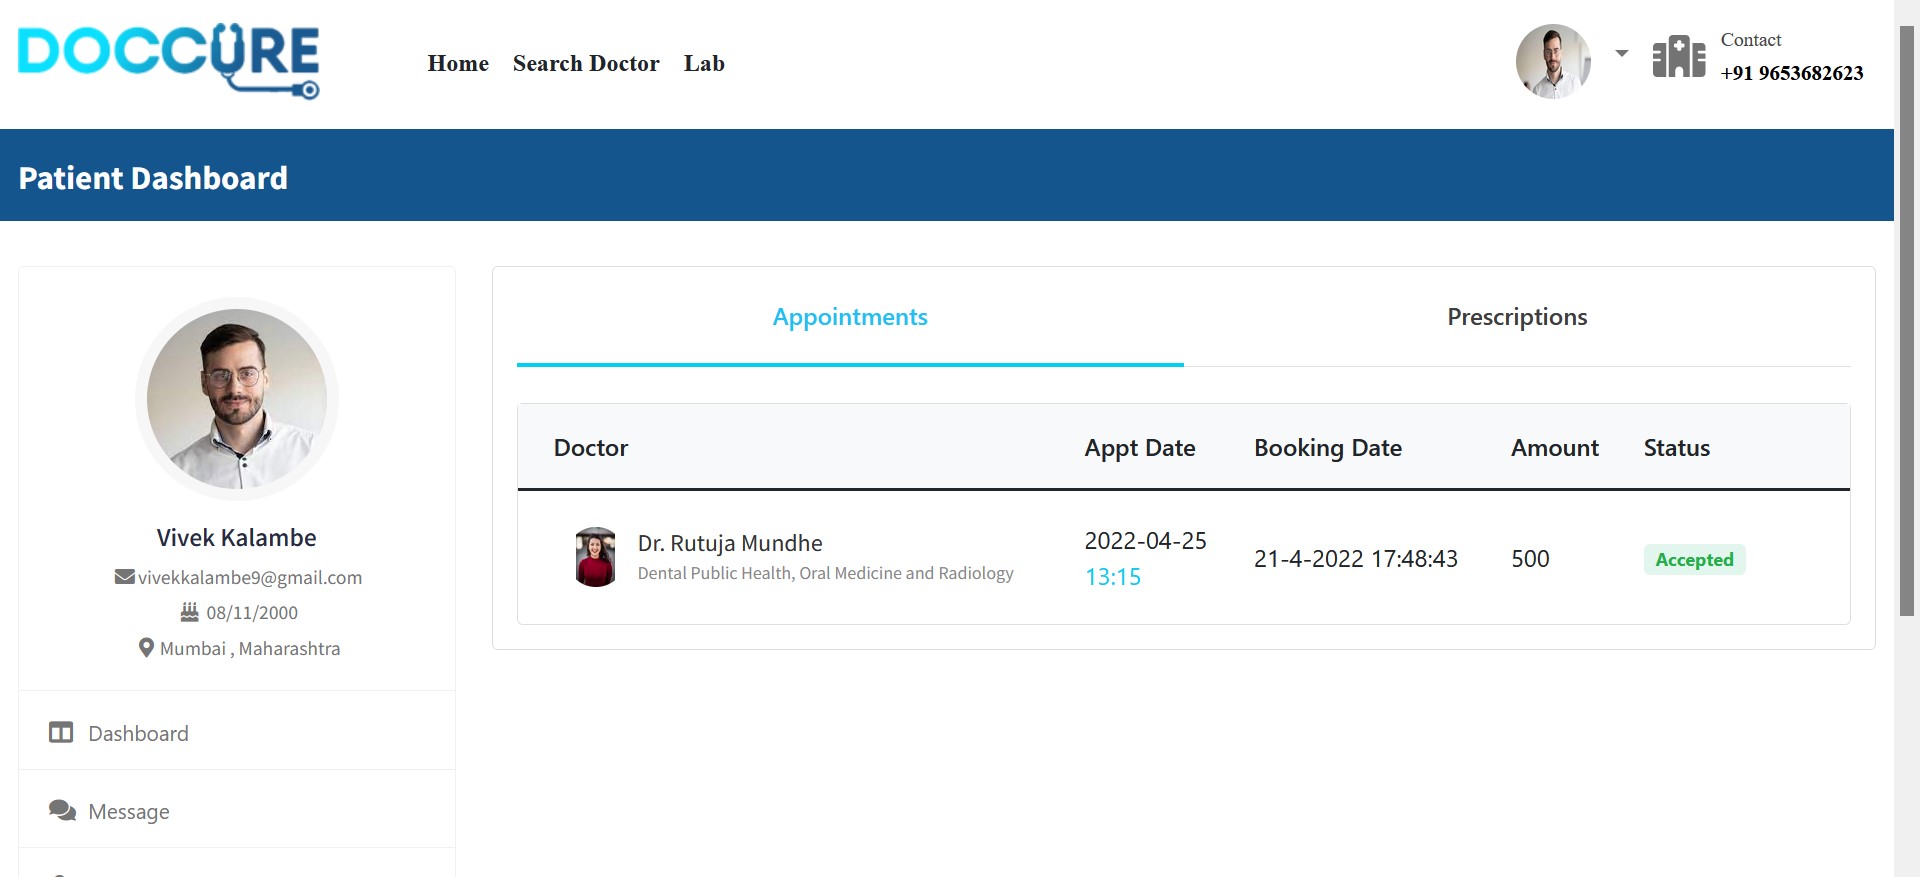 DOCCURE
Home Search Doctor Lab
Contact
+91 9653682623
Patient Dashboard
Vivek Kalambe
vivekkalambe9@gmail.com
08/11/2000
Mumbai , Maharashtra
Dashboard
Message
Appointments Prescriptions
Doctor Appt Date Booking Date Amount Status
Dr. Rutuja Mundhe
Dental Public Health, Oral Medicine and Radiology
2022-04-25
13:15
21-4-2022 17:48:43
500
Accepted